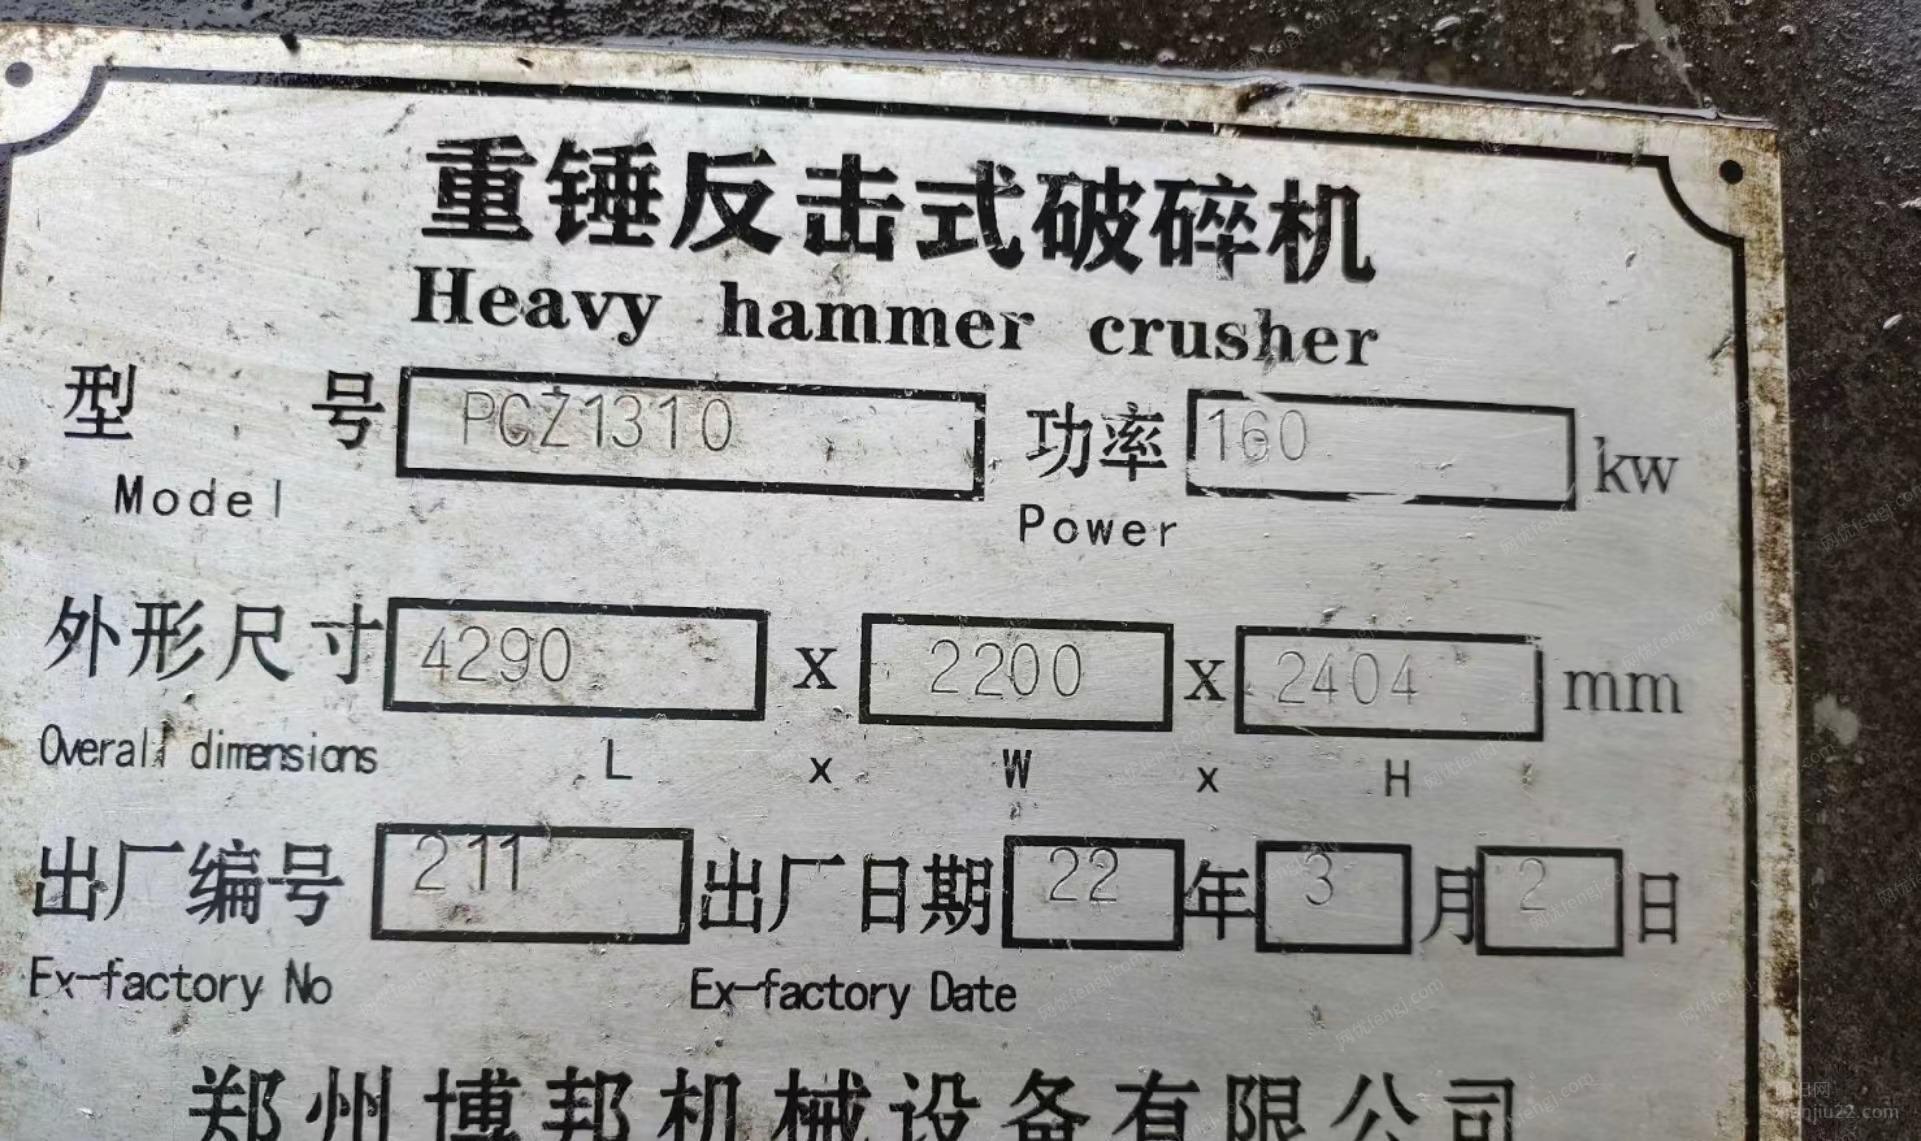 重锤反击式破碎机
Heavy hammer crusher
型 号 PCZ1310 功率 160 kw
Model Power
外形尺寸 4290 x 2200 x 2404 mm
Overall dimensions L x W x H
出厂编号 211 出厂日期 22 年 3 月 2 日
Ex-factory No Ex-factory Date
郑州博邦机械设备有限公司